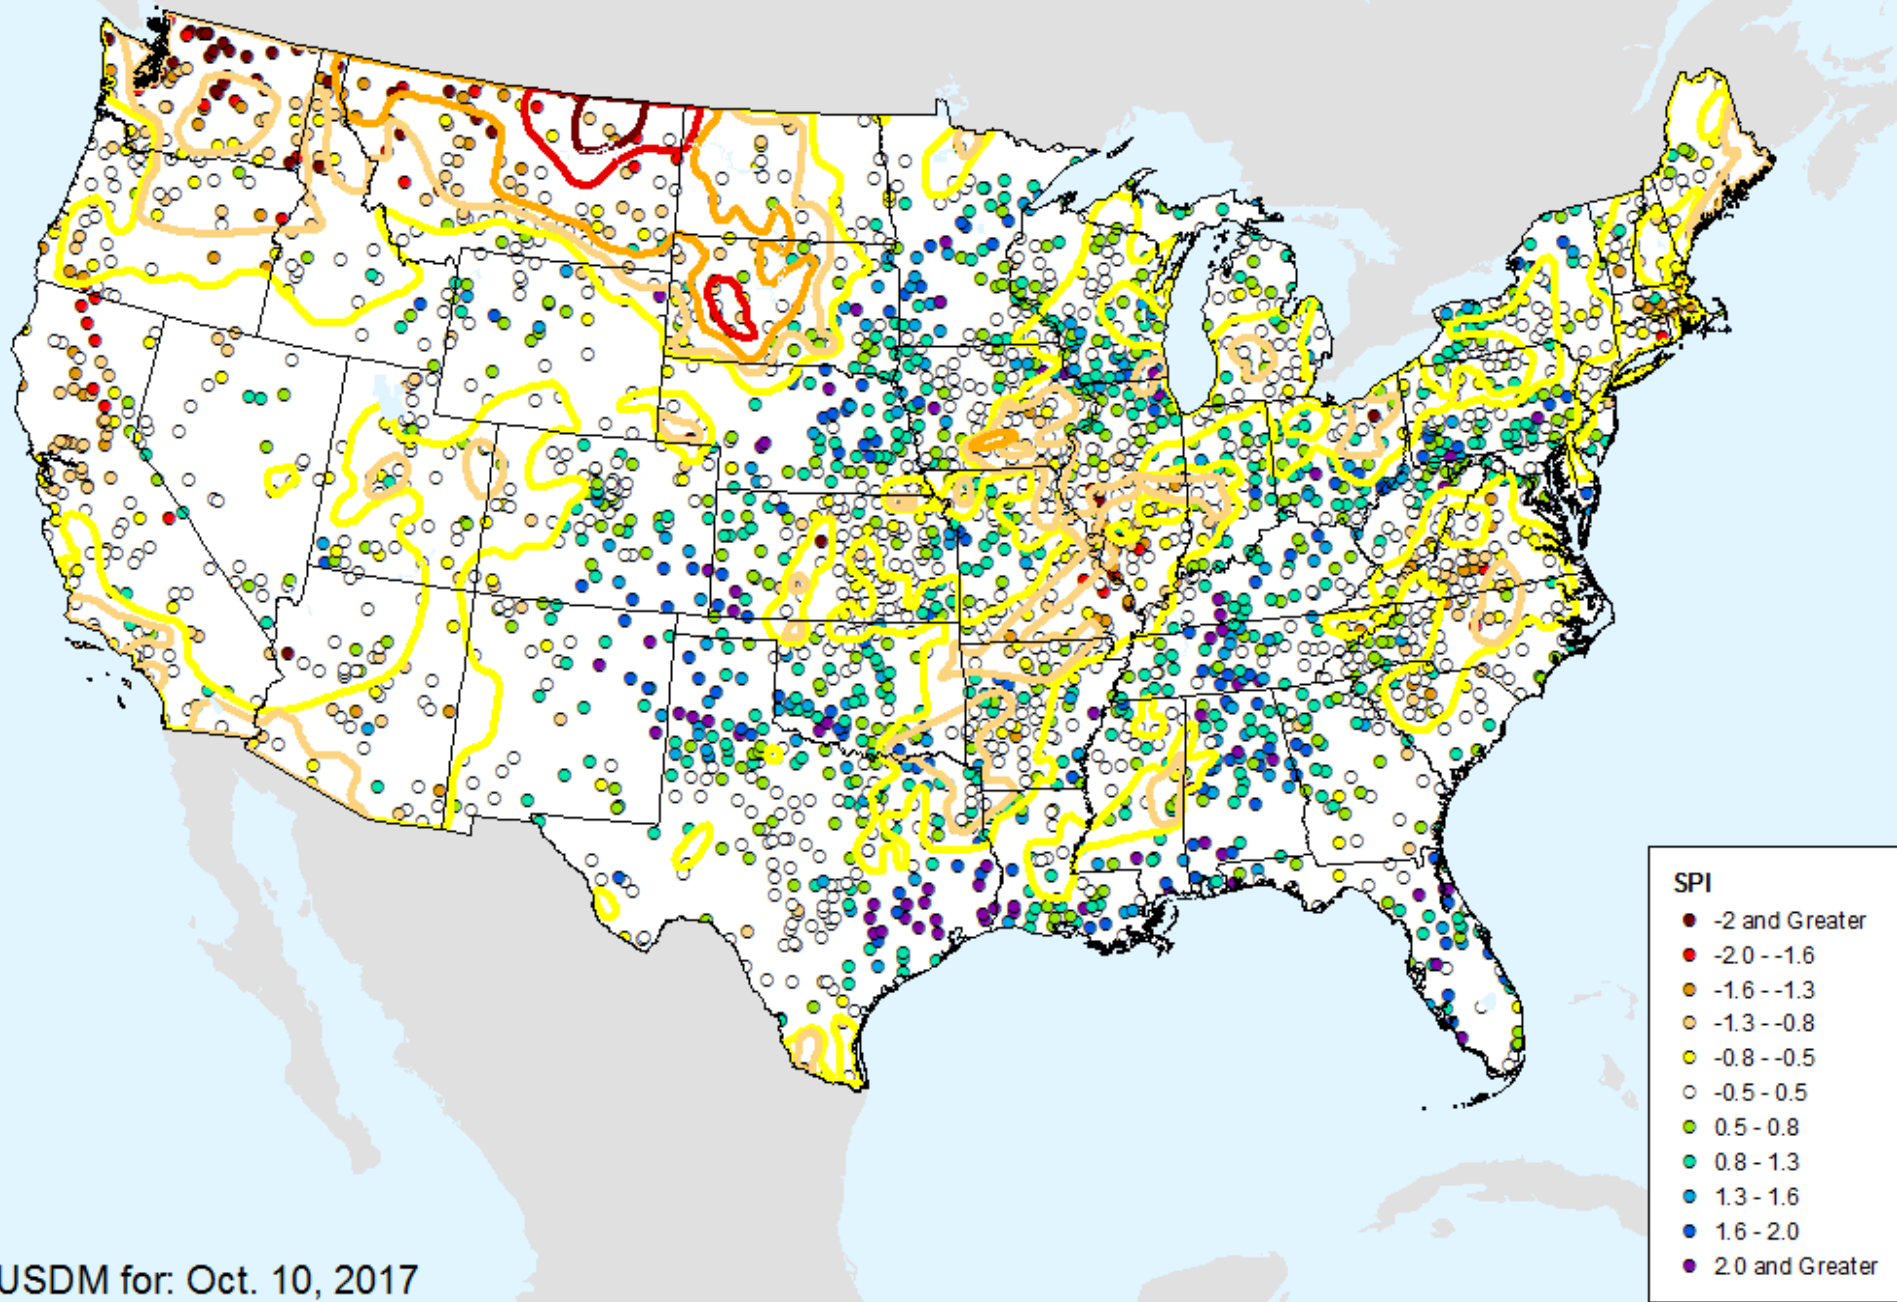 SPI
-2 and Greater
-2.0 - -1.6
-1.6 - -1.3
-1.3 - -0.8
-0.8 - -0.5
-0.5 - 0.5
0.5 - 0.8
0.8 - 1.3
1.3 - 1.6
1.6 - 2.0
2.0 and Greater
USDM for: Oct. 10, 2017